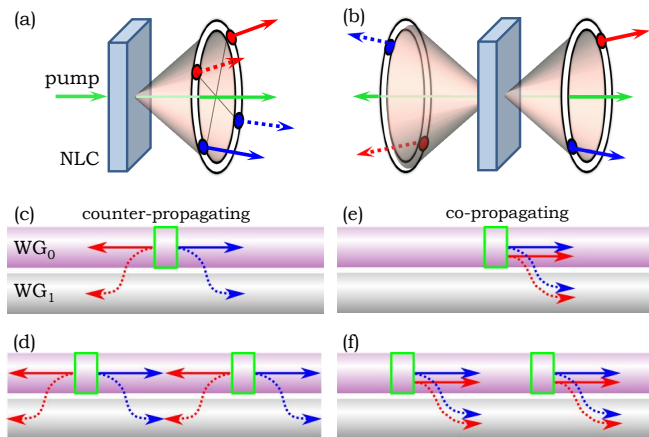 (a)
(b)
pump
NLC
(c) counter-propagating
(e) co-propagating
WG₀
WG₁
(d)
(f)